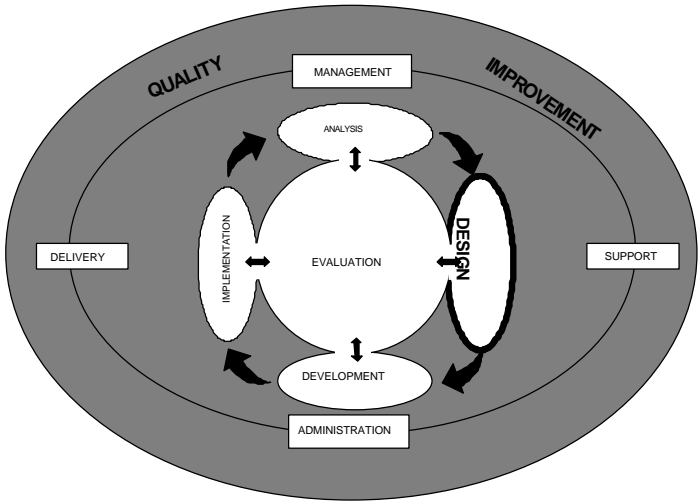 QUALITY
IMPROVEMENT
MANAGEMENT
ANALYSIS
DELIVERY
IMPLEMENTATION
EVALUATION
DESIGN
SUPPORT
DEVELOPMENT
ADMINISTRATION